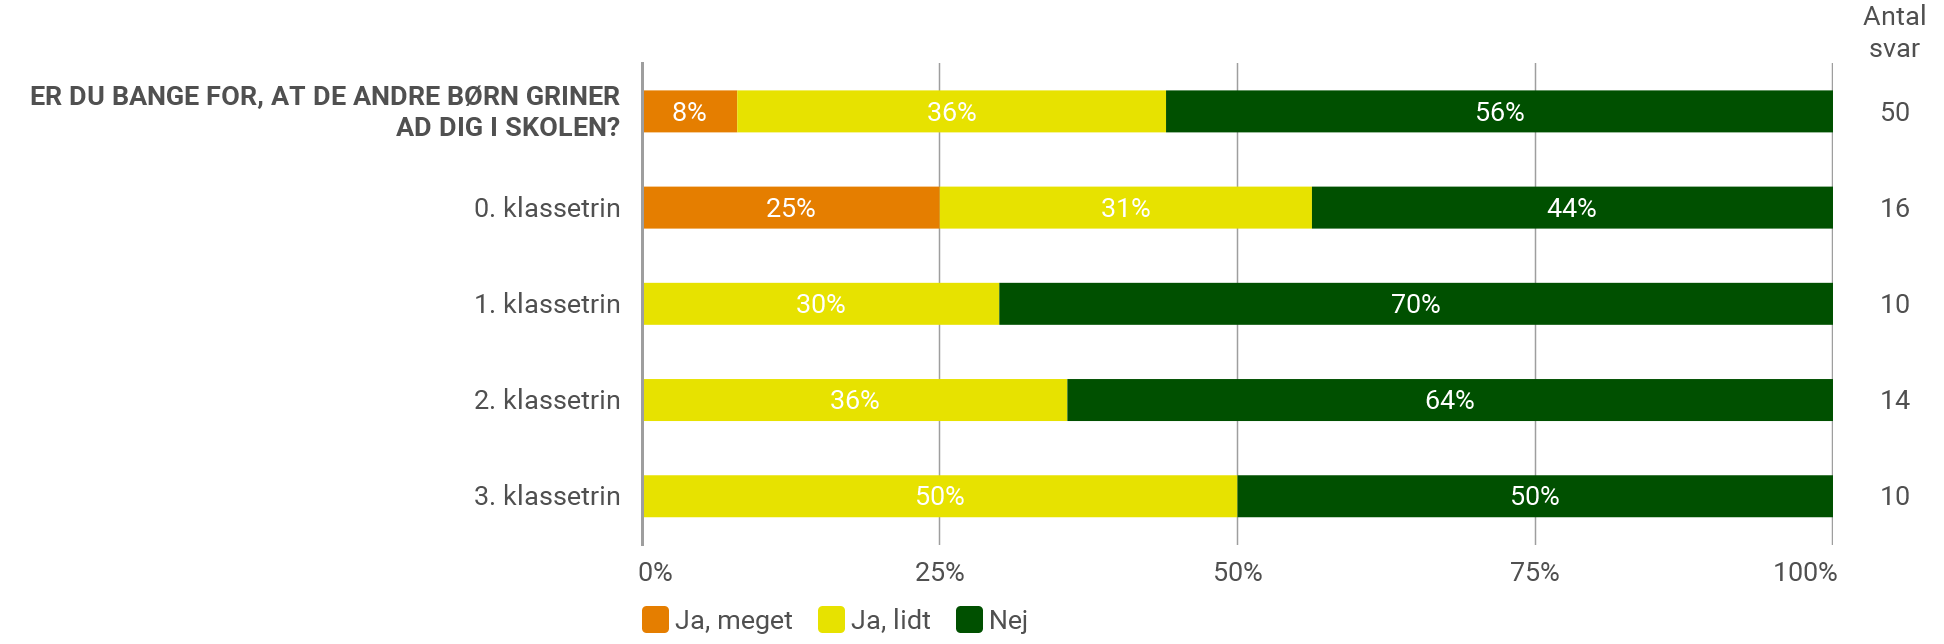 Antal
svar
ER DU BANGE FOR, AT DE ANDRE BØRN GRINER
AD DIG I SKOLEN?
8% 36% 56% 50
0. klassetrin 25% 31% 44% 16
1. klassetrin 30% 70% 10
2. klassetrin 36% 64% 14
3. klassetrin 50% 50% 10
0% 25% 50% 75% 100%
Ja, meget Ja, lidt Nej